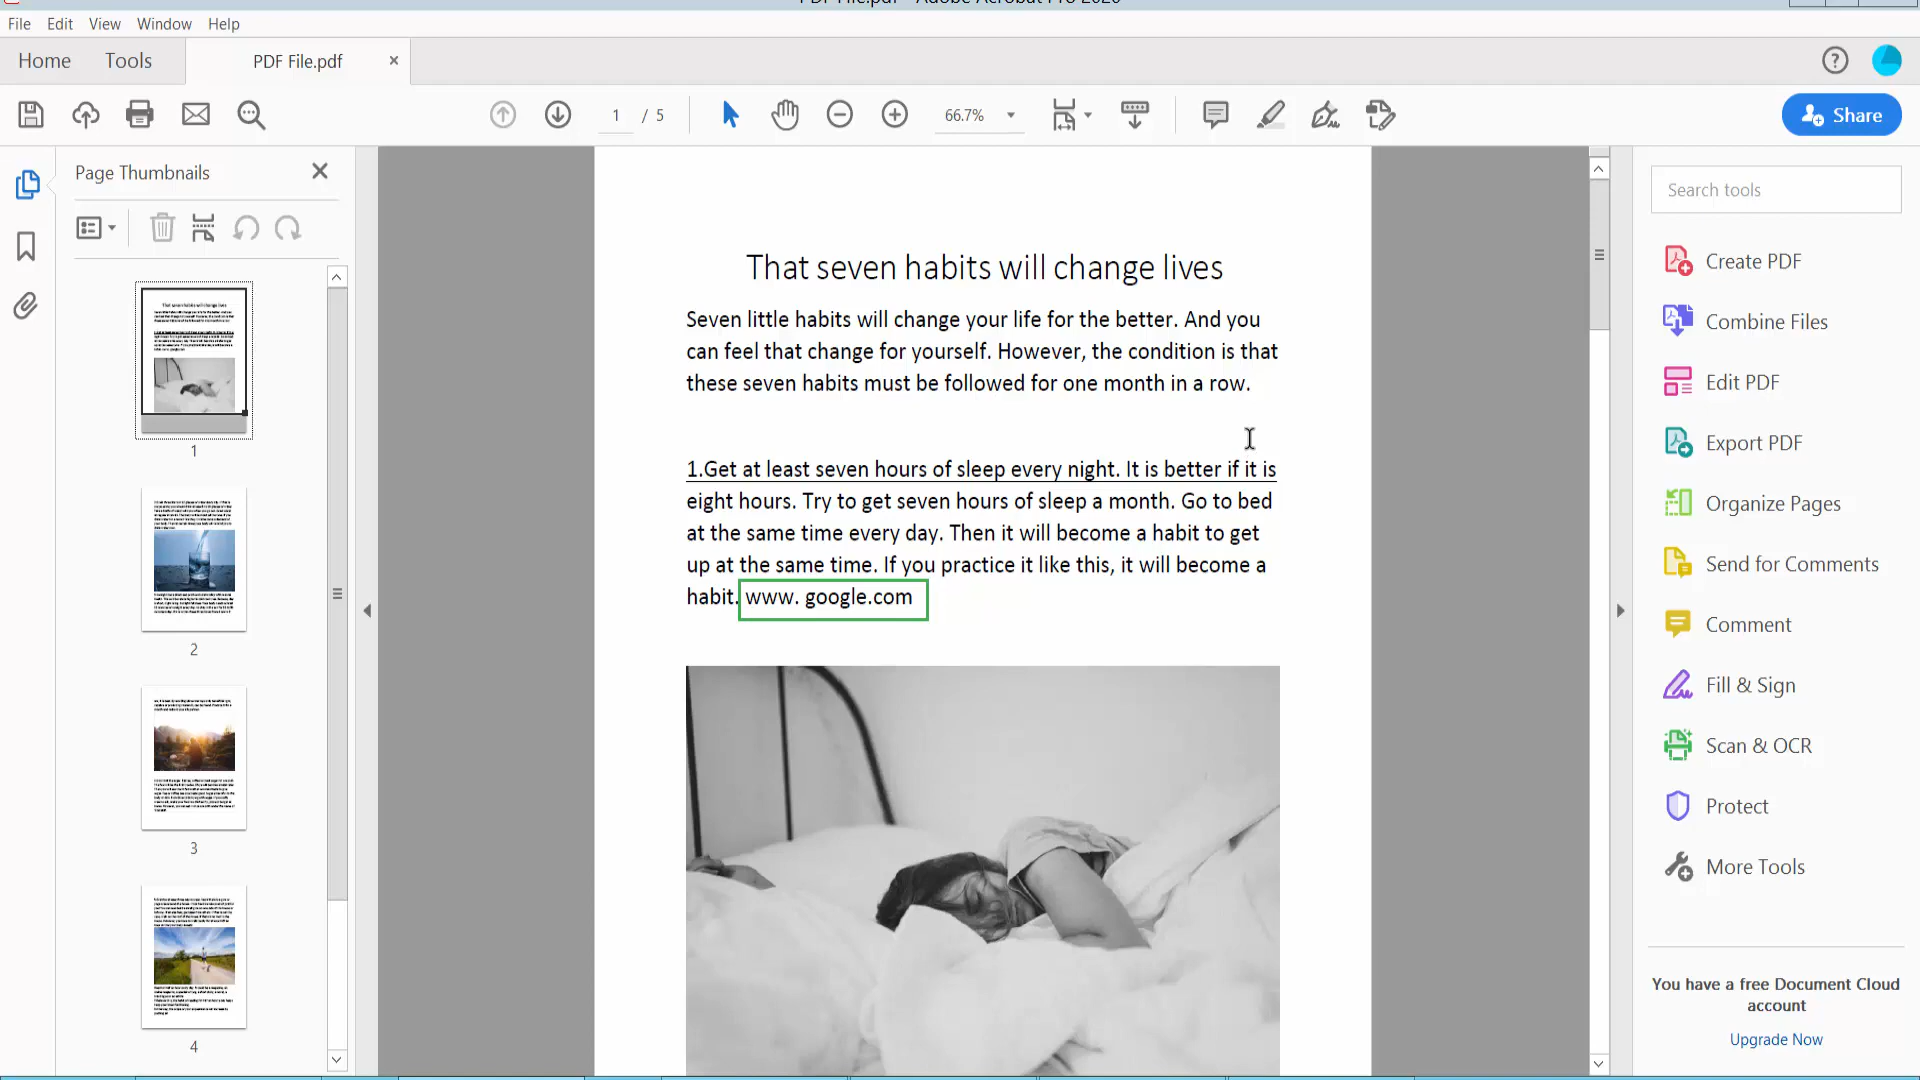 PDF File.pdf - Adobe Acrobat Pro 2020
File Edit View Window Help
Home Tools PDF File.pdf
1 / 5 66.7% Share
Page Thumbnails
1
2
3
4
That seven habits will change lives
Seven little habits will change your life for the better. And you
can feel that change for yourself. However, the condition is that
these seven habits must be followed for one month in a row.
1.Get at least seven hours of sleep every night. It is better if it is
eight hours. Try to get seven hours of sleep a month. Go to bed
at the same time every day. Then it will become a habit to get
up at the same time. If you practice it like this, it will become a
habit. www. google.com
Search tools
Create PDF
Combine Files
Edit PDF
Export PDF
Organize Pages
Send for Comments
Comment
Fill & Sign
Scan & OCR
Protect
More Tools
You have a free Document Cloud
account
Upgrade Now